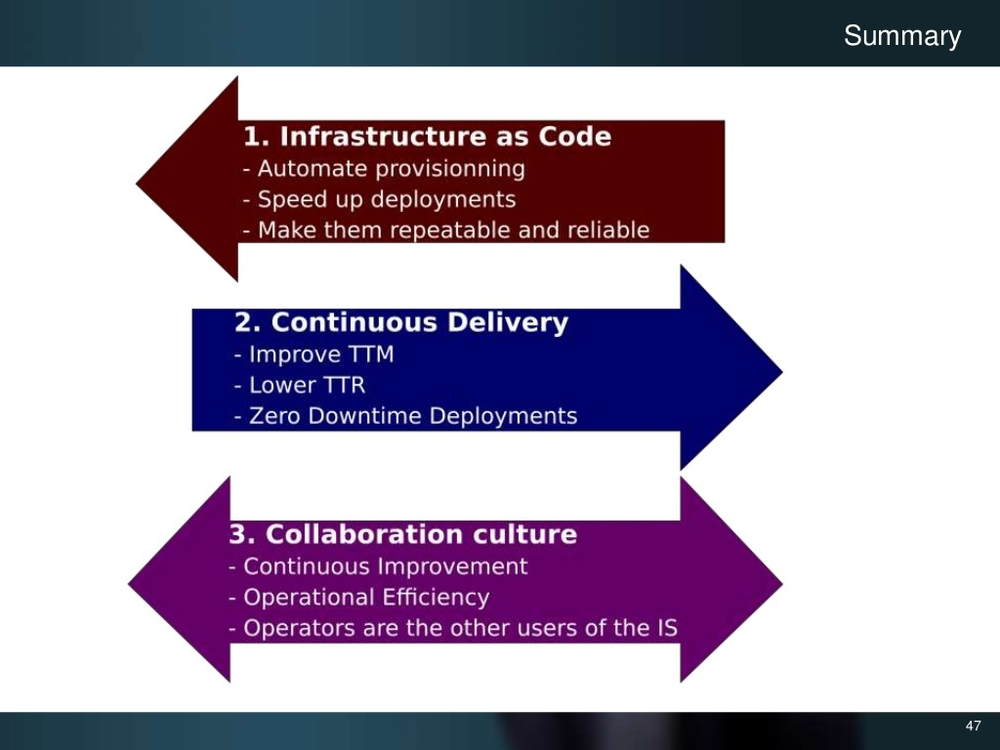 Summary
1. Infrastructure as Code
- Automate provisionning
- Speed up deployments
- Make them repeatable and reliable
2. Continuous Delivery
- Improve TTM
- Lower TTR
- Zero Downtime Deployments
3. Collaboration culture
- Continuous Improvement
- Operational Efficiency
- Operators are the other users of the IS
47